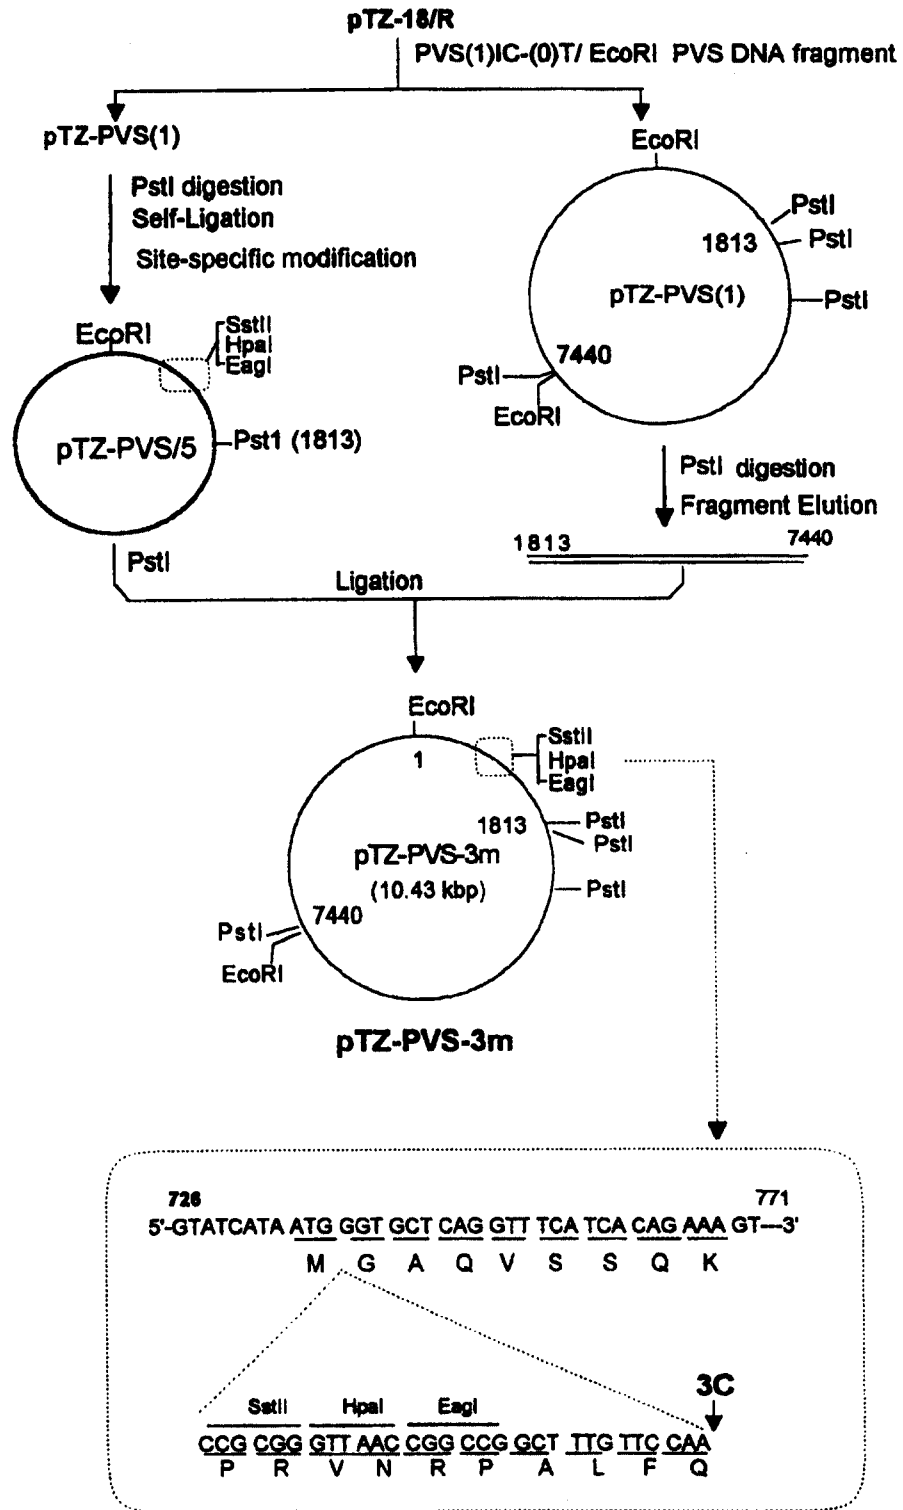 pTZ-18/R
PVS(1)IC-(0)T/ EcoRI PVS DNA fragment
pTZ-PVS(1)
PstI digestion
Self-Ligation
Site-specific modification
EcoRI
SstII
HpaI
EagI
pTZ-PVS/5
Pst1 (1813)
PstI
EcoRI
PstI
1813
PstI
pTZ-PVS(1)
PstI
7440
PstI
EcoRI
PstI digestion
Fragment Elution
1813
7440
Ligation
EcoRI
1
SstII
HpaI
EagI
1813
PstI
PstI
pTZ-PVS-3m
(10.43 kbp)
PstI
7440
PstI
EcoRI
pTZ-PVS-3m
726
771
5'-GTATCATA ATG GGT GCT CAG GTT TCA TCA CAG AAA GT---3'
M G A Q V S S Q K
3C
SstII HpaI EagI
CCG CGG GTT AAC CGG CCG GCT TTG TTC CAA
P R V N R P A L F Q